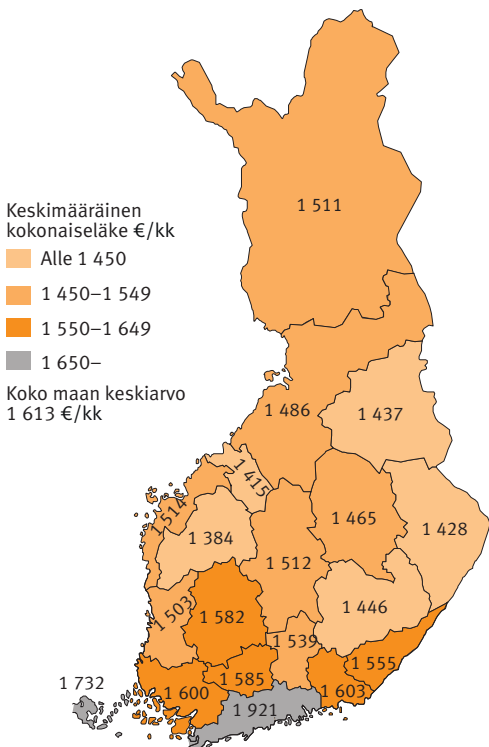 1 511
Keskimääräinen
kokonaiseläke €/kk
Alle 1 450
1 450–1 549
1 550–1 649
1 650–
Koko maan keskiarvo
1 613 €/kk
1 486
1 437
1 415
1 514
1 384
1 465
1 428
1 512
1 503
1 582
1 446
1 539
1 555
1 732
1 600
1 585
1 603
1 921